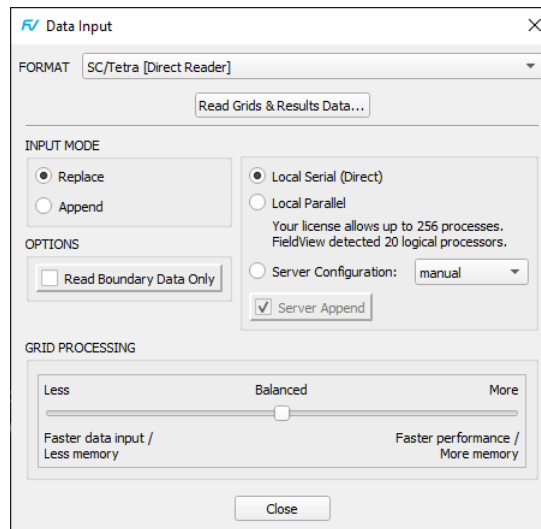 FV Data Input
FORMAT SC/Tetra [Direct Reader]
Read Grids & Results Data...
INPUT MODE
Replace
Append
OPTIONS
Read Boundary Data Only
Local Serial (Direct)
Local Parallel
Your license allows up to 256 processes.
FieldView detected 20 logical processors.
Server Configuration: manual
Server Append
GRID PROCESSING
Less Balanced More
Faster data input / Faster performance /
Less memory More memory
Close